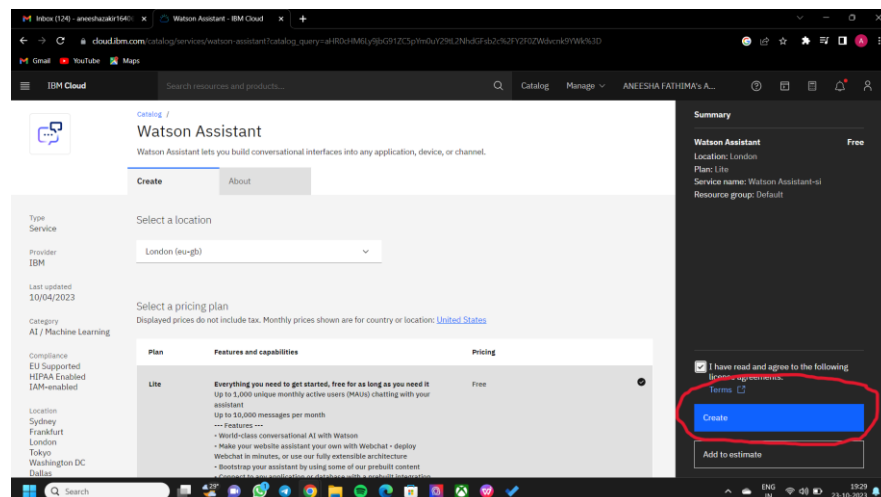 Inbox (124) - aneeshazakir1640
Watson Assistant - IBM Cloud
cloud.ibm.com/catalog/services/watson-assistant?catalog_query=
Gmail YouTube Maps
IBM Cloud Search resources and products... Catalog Manage ANEESHA FATHIMA's A...
Catalog /
Watson Assistant
Watson Assistant lets you build conversational interfaces into any application, device, or channel.
Create About
Type
Service
Provider
IBM
Last updated
10/04/2023
Category
AI / Machine Learning
Compliance
EU Supported
HIPAA Enabled
IAM-enabled
Location
Sydney
Frankfurt
London
Tokyo
Washington DC
Dallas
Select a location
London (eu-gb)
Select a pricing plan
Displayed prices do not include tax. Monthly prices shown are for country or location: United States
Plan Features and capabilities Pricing
Lite Everything you need to get started, free for as long as you need it Free
Up to 1,000 unique monthly active users (MAUs) chatting with your
assistant
Up to 10,000 messages per month
--- Features ---
• World-class conversational AI with Watson
• Make your website assistant your own with Webchat - deploy
Webchat in minutes, or use our fully extensible architecture
• Bootstrap your assistant by using some of our prebuilt content
• Connect to any application or database with a prebuilt integration
Summary
Watson Assistant Free
Location: London
Plan: Lite
Service name: Watson Assistant-si
Resource group: Default
I have read and agree to the following
license agreements:
Terms
Create
Add to estimate
Search
29°
ENG
IN
19:29
23-10-2023